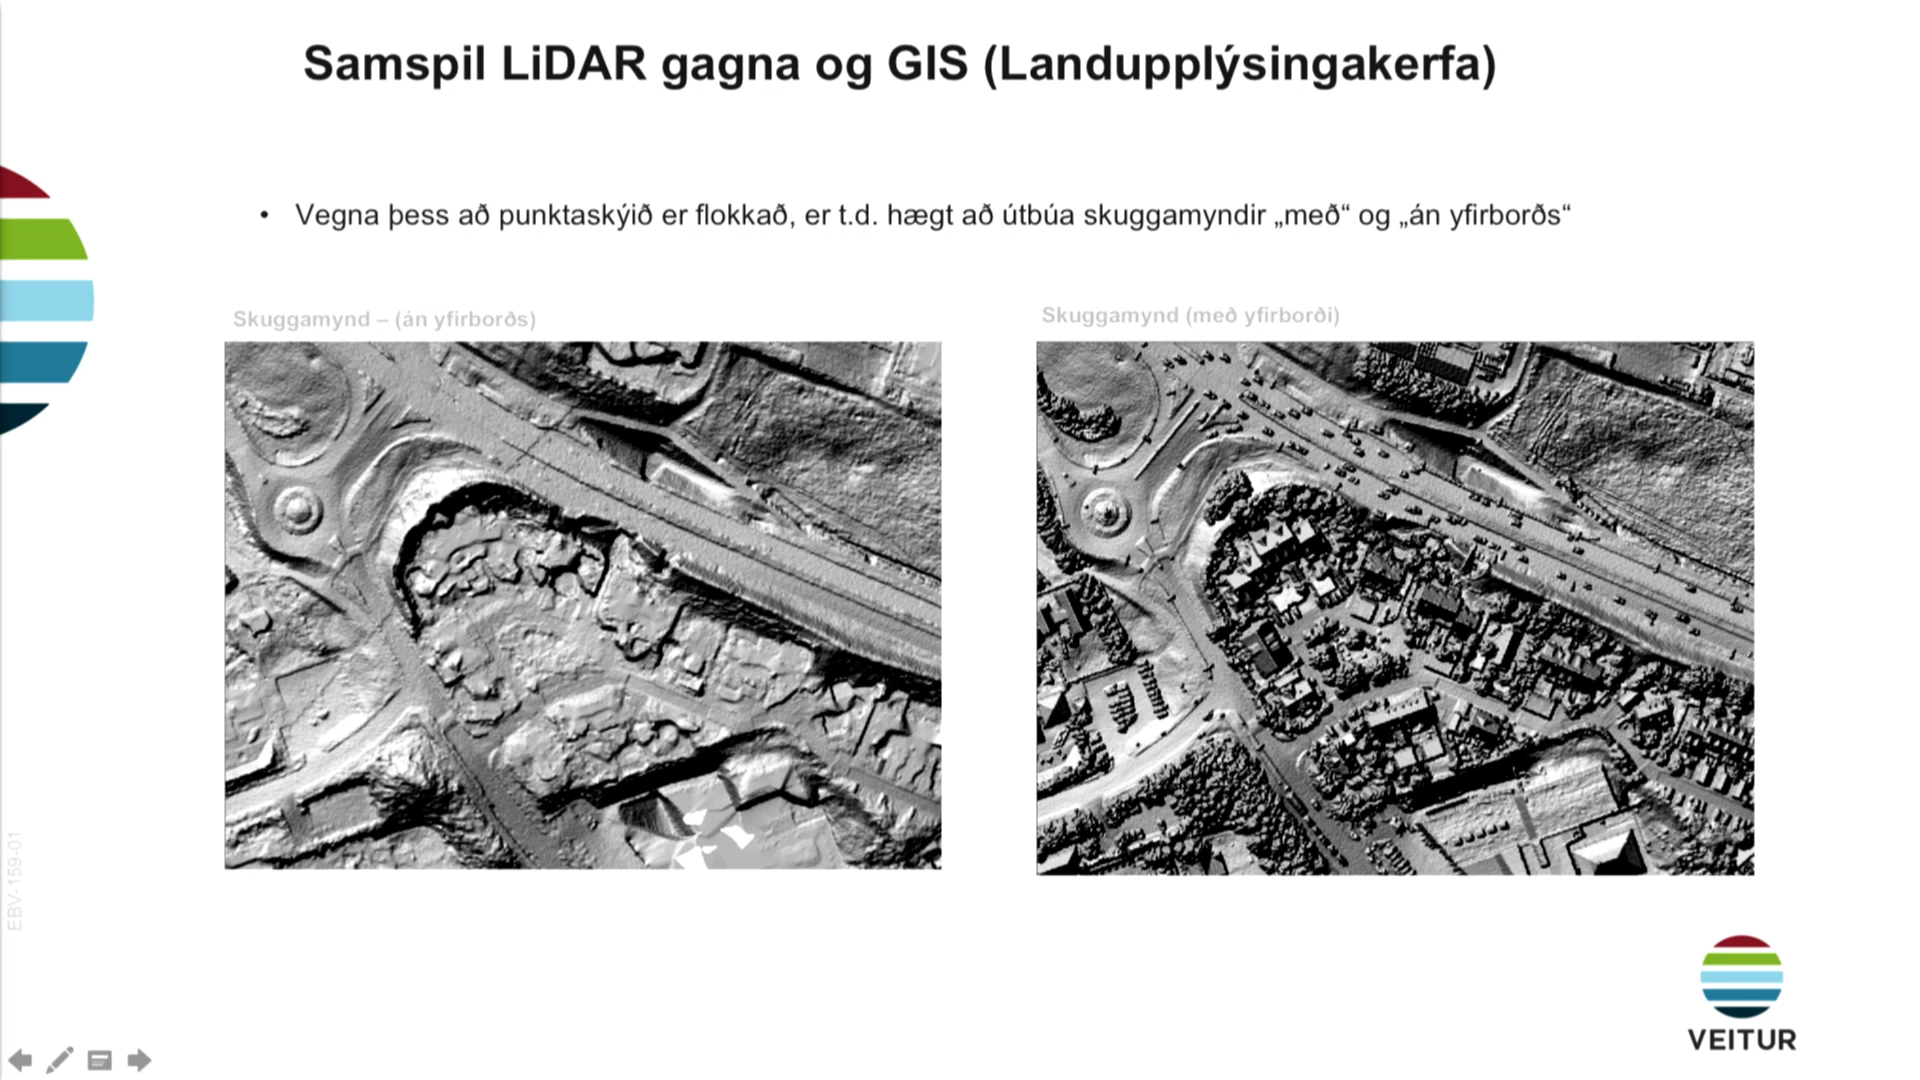 Samspil LiDAR gagna og GIS (Landupplýsingakerfa)
• Vegna þess að punktaskýið er flokkað, er t.d. hægt að útbúa skuggamyndir „með“ og „án yfirborðs“
Skuggamynd – (án yfirborðs)
Skuggamynd (með yfirborði)
EBV-159-01
VEITUR